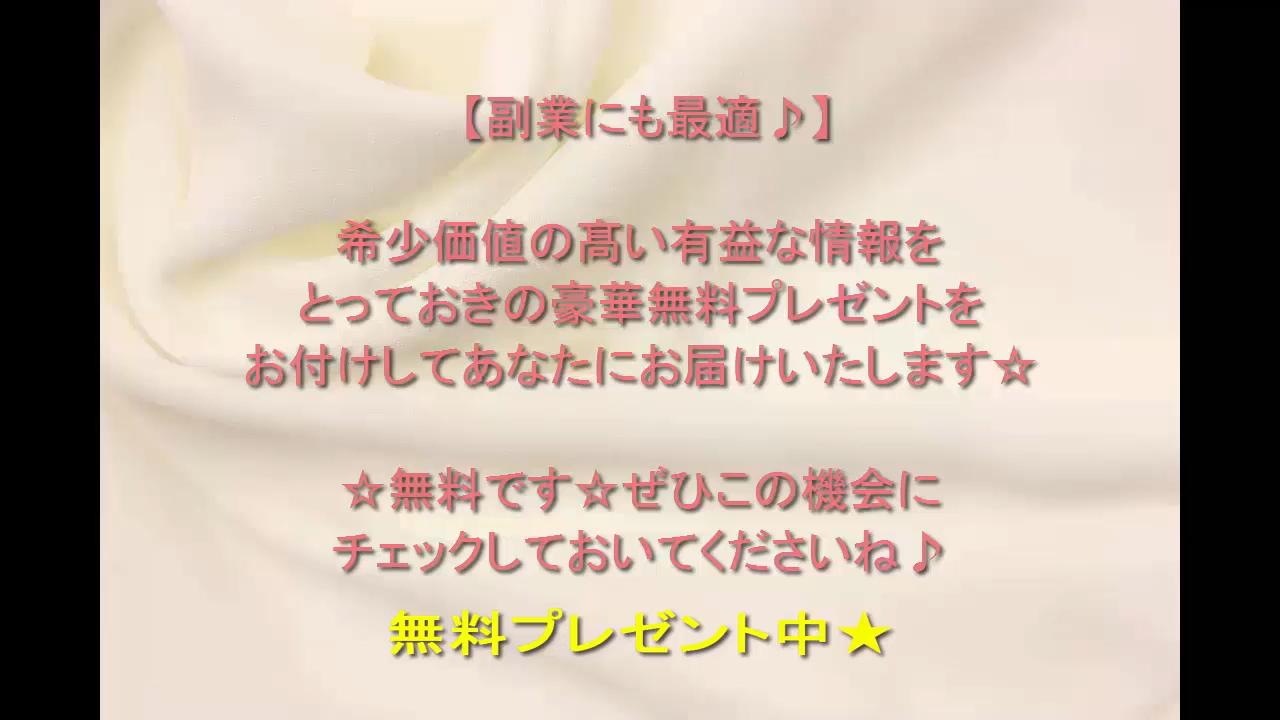 【副業にも最適♪】
希少価値の髙い有益な情報を
とっておきの豪華無料プレゼントを
お付けしてあなたにお届けいたします☆
☆無料です☆ぜひこの機会に
チェックしておいてくださいね♪
無料プレゼント中★